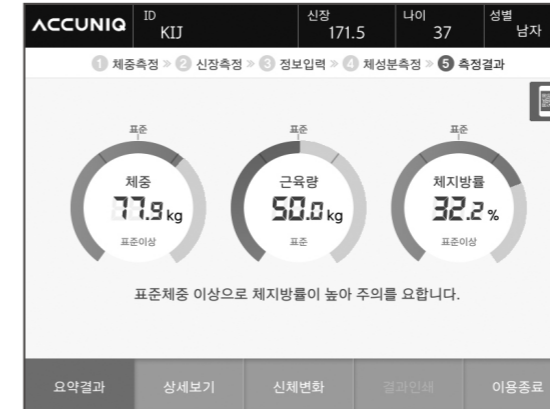 ACCUNIQ
ID
KIJ
신장
171.5
나이
37
성별
남자
1 체중측정 » 2 신장측정 » 3 정보입력 » 4 체성분측정 » 5 측정결과
표준
체중
77.9 kg
표준이상
표준
근육량
50.0 kg
표준
표준
체지방률
32.2 %
표준이상
표준체중 이상으로 체지방률이 높아 주의를 요합니다.
요약결과 상세보기 신체변화 결과인쇄 이용종료